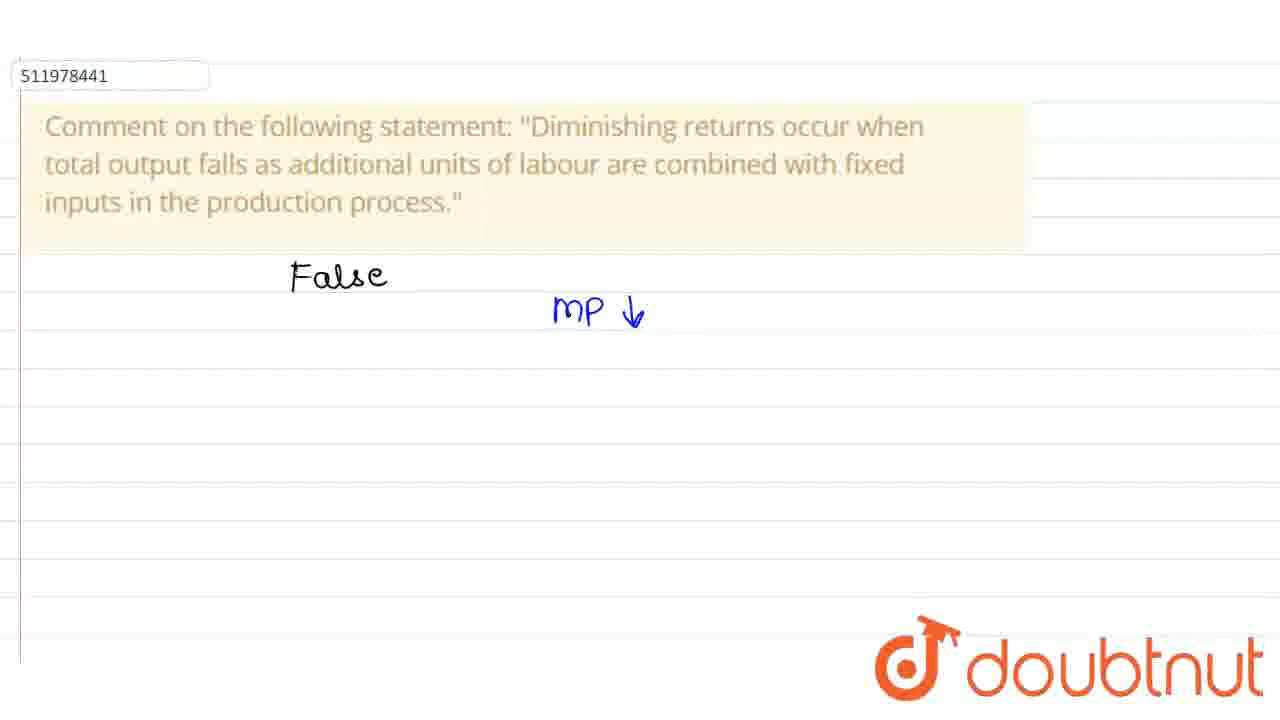 511978441
Comment on the following statement: "Diminishing returns occur when
total output falls as additional units of labour are combined with fixed
inputs in the production process."
False
MP ↓
doubtnut